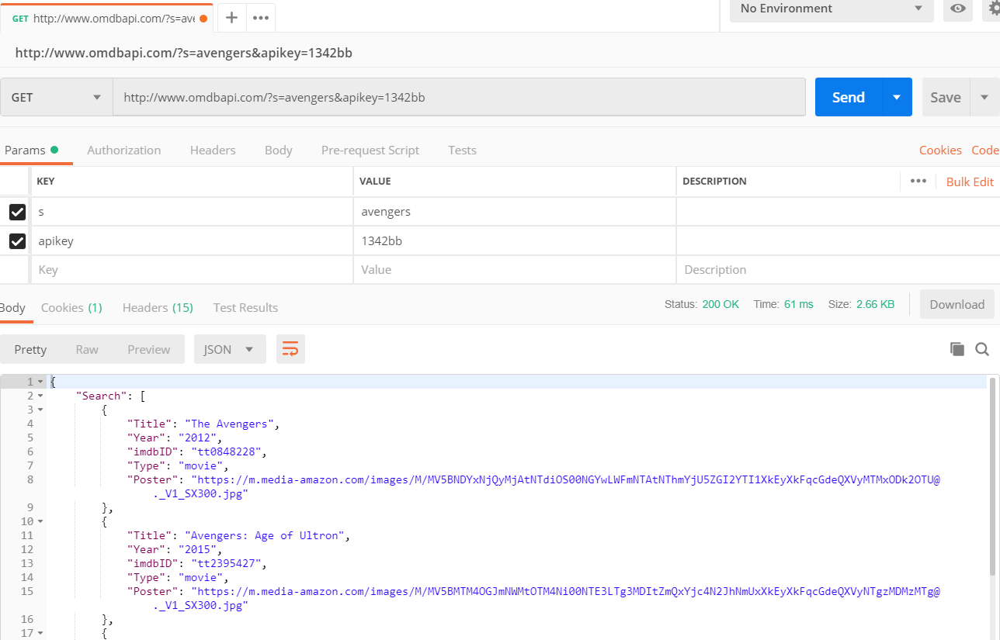 GET http://www.omdbapi.com/?s=ave
No Environment
http://www.omdbapi.com/?s=avengers&apikey=1342bb
GET http://www.omdbapi.com/?s=avengers&apikey=1342bb Send Save
Params Authorization Headers Body Pre-request Script Tests Cookies Code
KEY VALUE DESCRIPTION Bulk Edit
s avengers
apikey 1342bb
Key Value Description
Body Cookies (1) Headers (15) Test Results Status: 200 OK Time: 61 ms Size: 2.66 KB Download
Pretty Raw Preview JSON
1 {
2 "Search": [
3 {
4 "Title": "The Avengers",
5 "Year": "2012",
6 "imdbID": "tt0848228",
7 "Type": "movie",
8 "Poster": "https://m.media-amazon.com/images/M/MV5BNDYxNjQyMjAtNTdiOS00NGYwLWFmNTAtNThmYjU5ZGI2YTI1XkEyXkFqcGdeQXVyMTMxODk2OTU@
._V1_SX300.jpg"
9 },
10 {
11 "Title": "Avengers: Age of Ultron",
12 "Year": "2015",
13 "imdbID": "tt2395427",
14 "Type": "movie",
15 "Poster": "https://m.media-amazon.com/images/M/MV5BMTM4OGJmNWMtOTM4Ni00NTE3LTg3MDItZmQxYjc4N2JhNmUxXkEyXkFqcGdeQXVyNTgzMDMzMTg@
._V1_SX300.jpg"
16 },
17 {